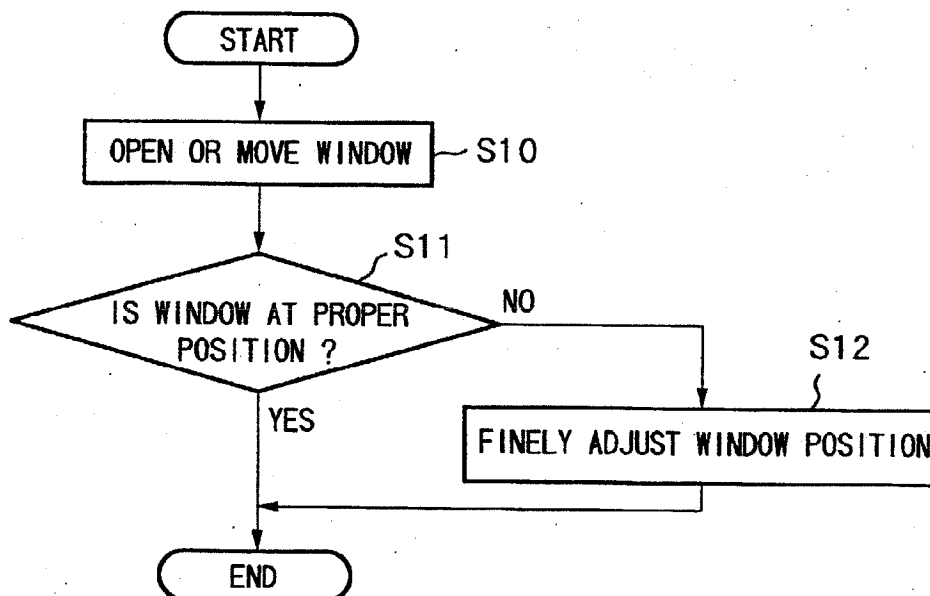 START
OPEN OR MOVE WINDOW
S10
S11
IS WINDOW AT PROPER
POSITION ?
NO
S12
YES
FINELY ADJUST WINDOW POSITION
END